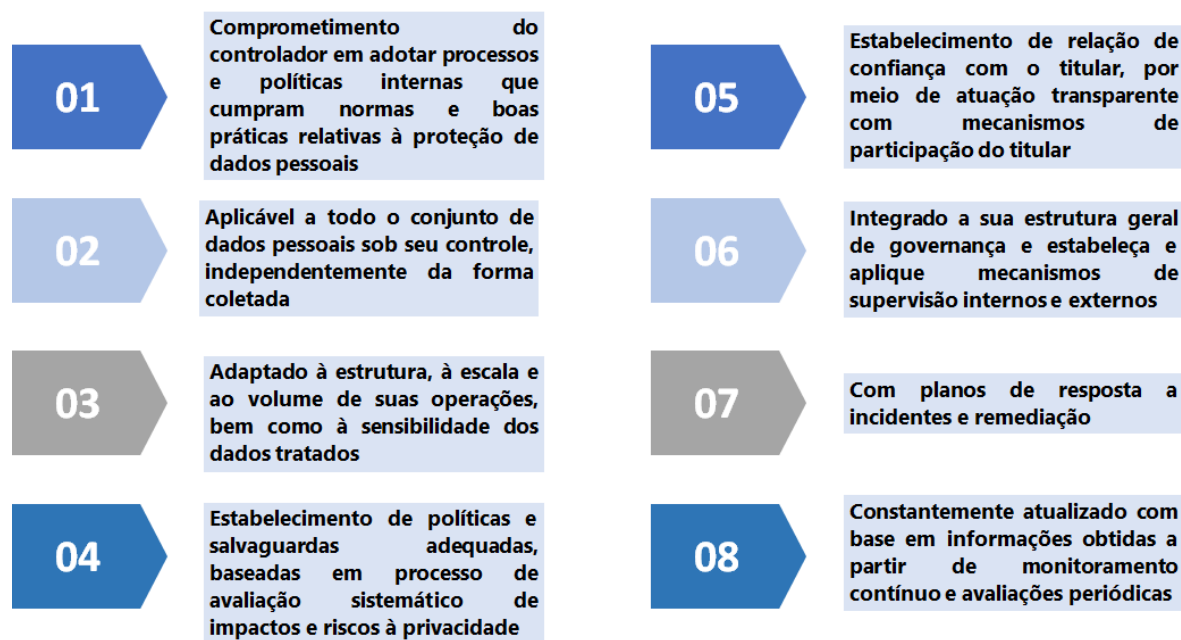 01
Comprometimento do
controlador em adotar processos
e políticas internas que
cumpram normas e boas
práticas relativas à proteção de
dados pessoais
02
Aplicável a todo o conjunto de
dados pessoais sob seu controle,
independentemente da forma
coletada
03
Adaptado à estrutura, à escala e
ao volume de suas operações,
bem como à sensibilidade dos
dados tratados
04
Estabelecimento de políticas e
salvaguardas adequadas,
baseadas em processo de
avaliação sistemático de
impactos e riscos à privacidade
05
Estabelecimento de relação de
confiança com o titular, por
meio de atuação transparente
com mecanismos de
participação do titular
06
Integrado a sua estrutura geral
de governança e estabeleça e
aplique mecanismos de
supervisão internos e externos
07
Com planos de resposta a
incidentes e remediação
08
Constantemente atualizado com
base em informações obtidas a
partir de monitoramento
contínuo e avaliações periódicas